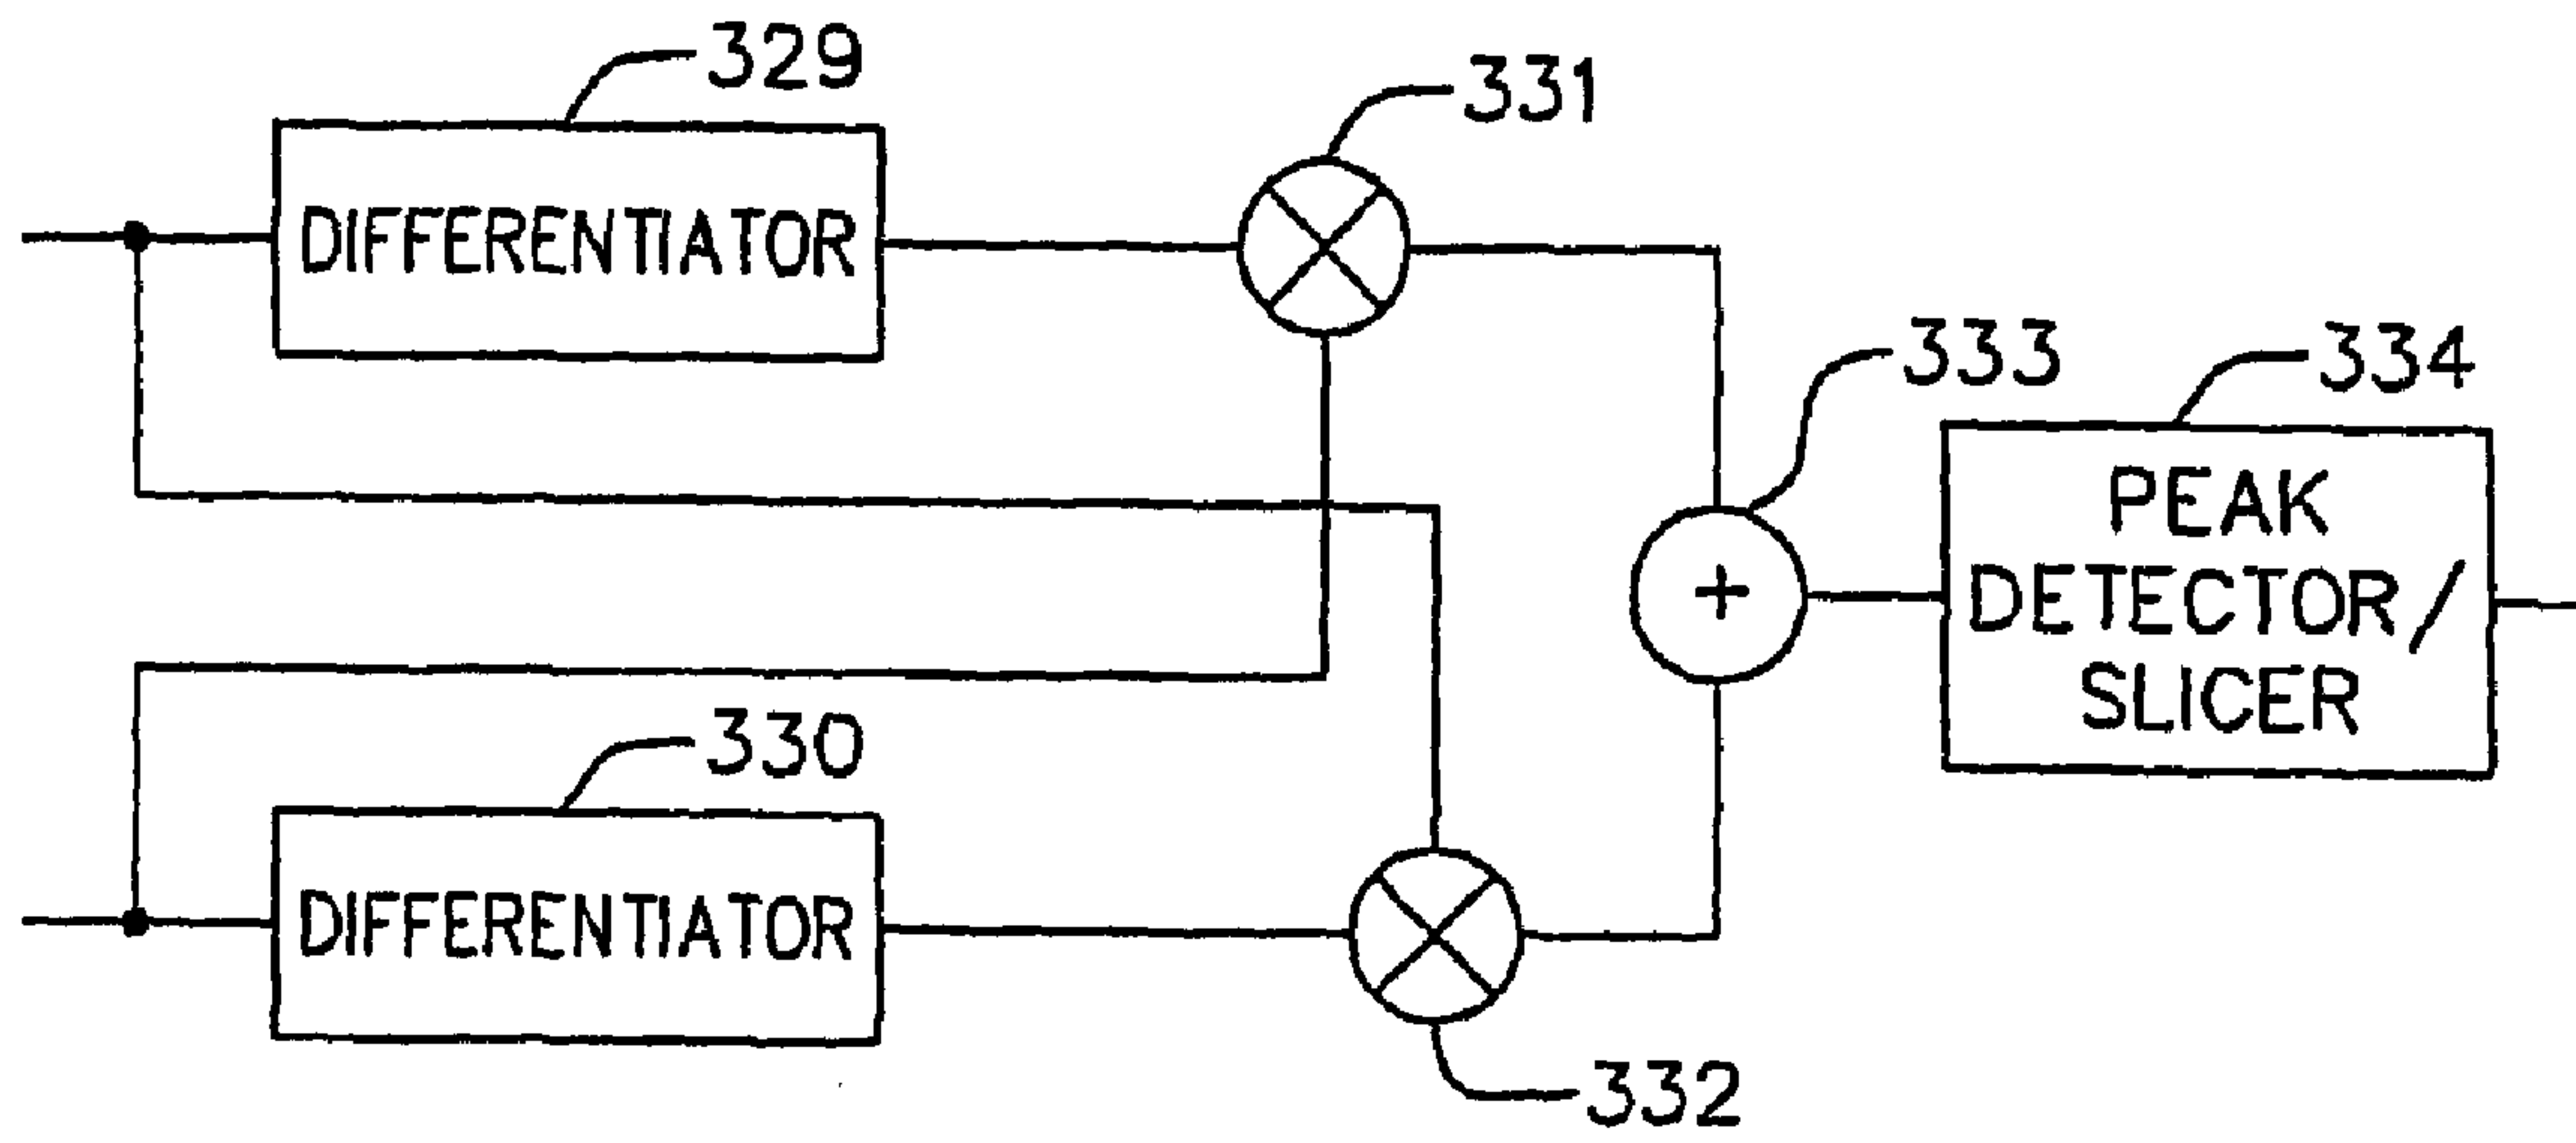 329
DIFFERENTIATOR
331
333
334
+
PEAK
DETECTOR/
SLICER
330
DIFFERENTIATOR
332